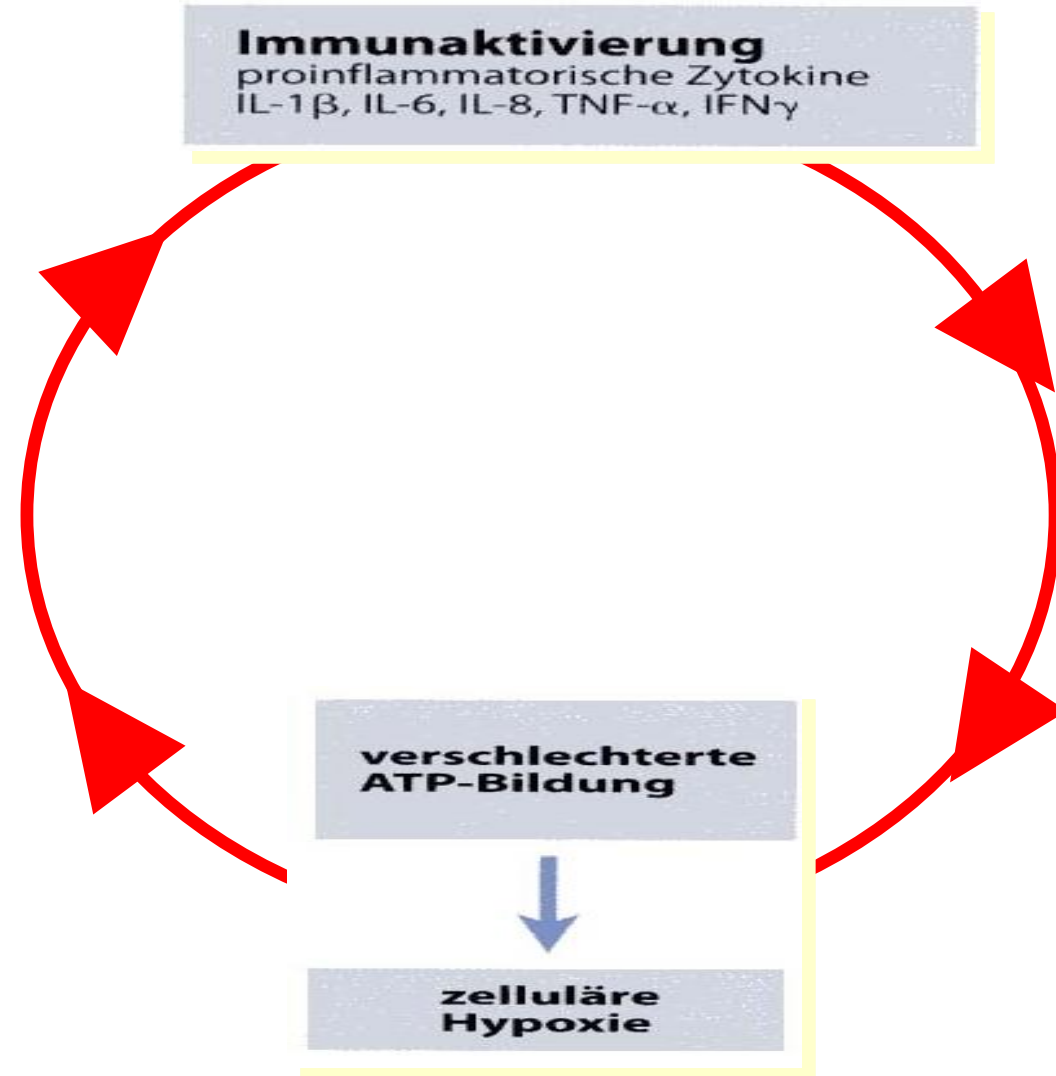 Immunaktivierung
proinflammatorische Zytokine
IL-1β, IL-6, IL-8, TNF-α, IFNγ
verschlechterte
ATP-Bildung
zelluläre
Hypoxie